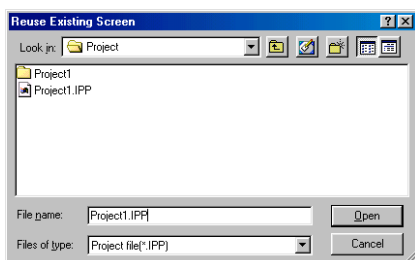 Reuse Existing Screen
Look in: Project
Project1
Project1.IPP
File name: Project1.IPP Open
Files of type: Project file(*.IPP) Cancel